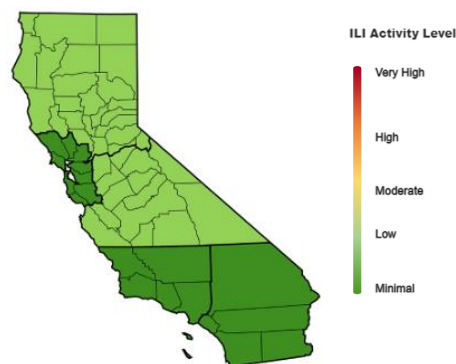 ILI Activity Level
Very High
High
Moderate
Low
Minimal